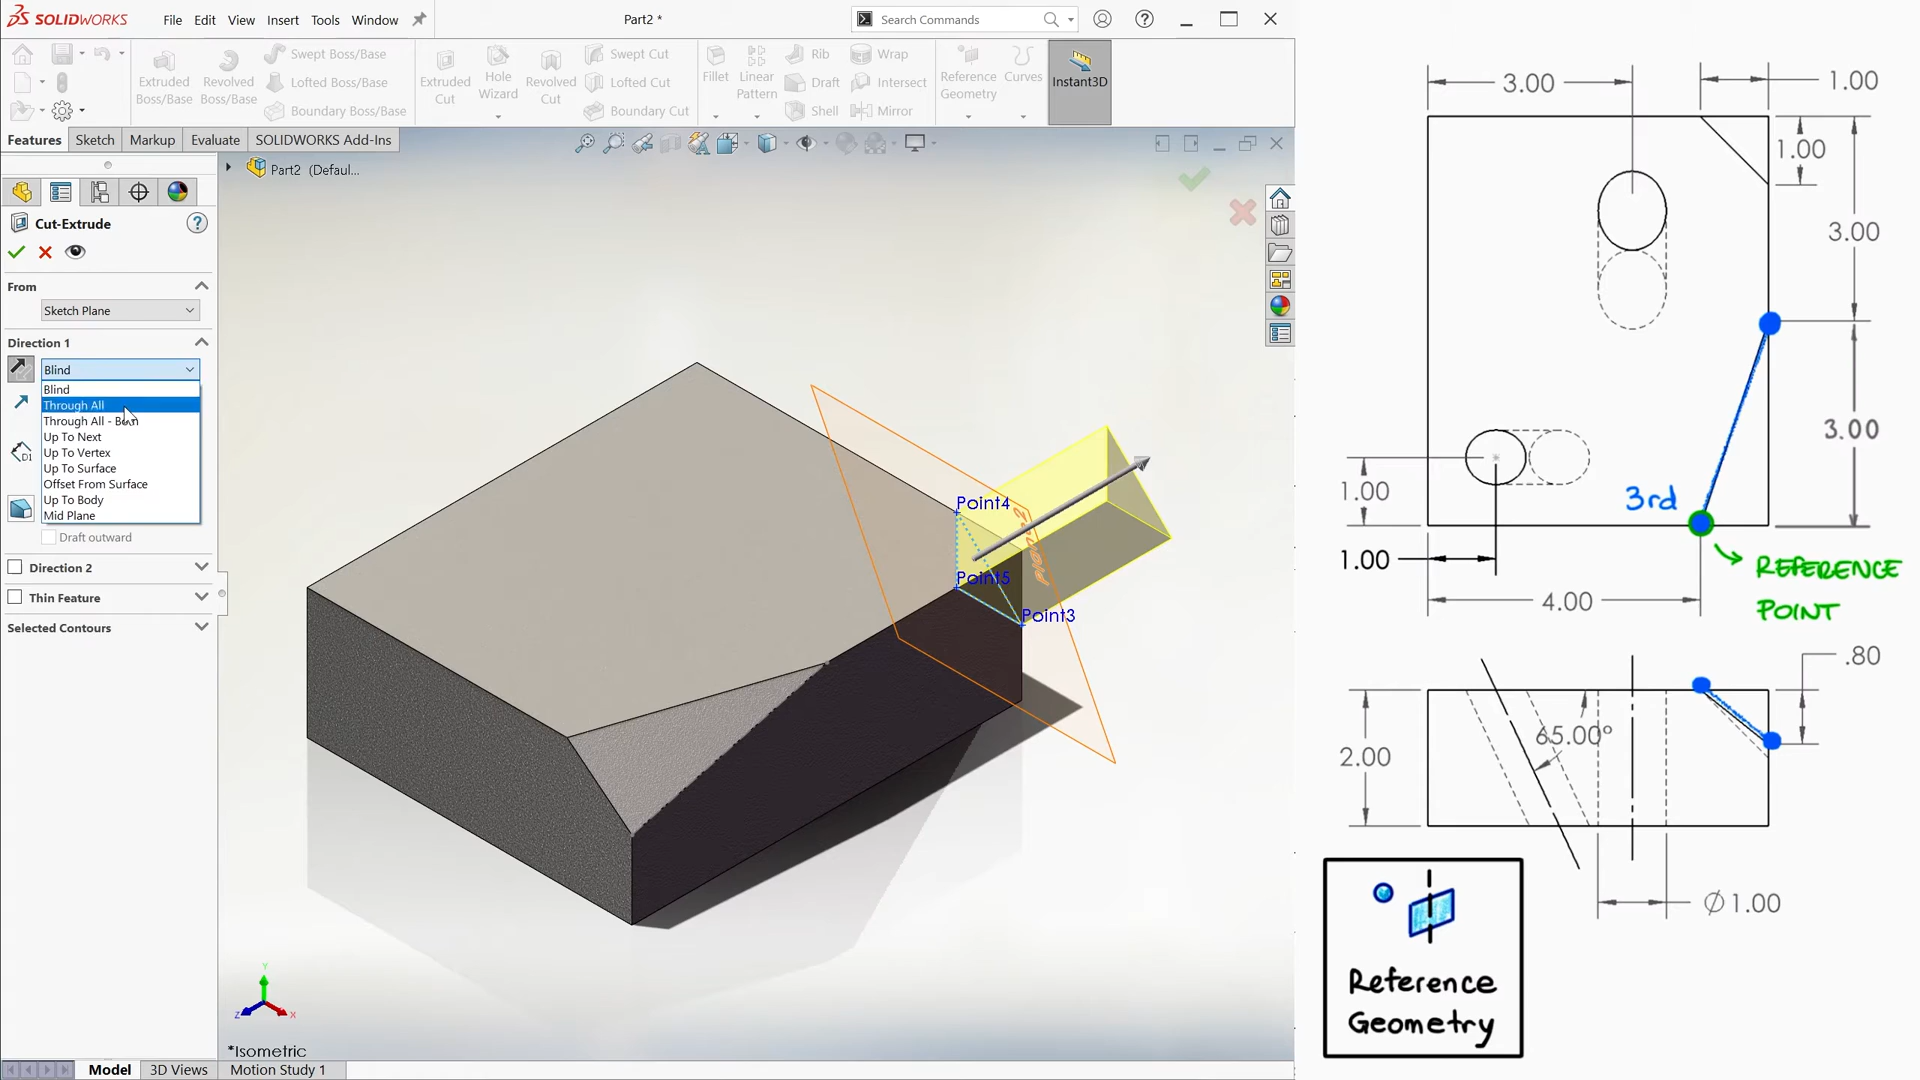 SOLIDWORKS File Edit View Insert Tools Window Part2 * Search Commands
Extruded Boss/Base Revolved Boss/Base Swept Boss/Base Lofted Boss/Base Boundary Boss/Base Extruded Cut Hole Wizard Revolved Cut Swept Cut Lofted Cut Boundary Cut Fillet Linear Pattern Rib Draft Shell Wrap Intersect Mirror Reference Geometry Curves Instant3D
Features Sketch Markup Evaluate SOLIDWORKS Add-Ins
Part2 (Defaul...
Cut-Extrude
From
Sketch Plane
Direction 1
Blind
Blind
Through All
Through All - Both
Up To Next
Up To Vertex
Up To Surface
Offset From Surface
Up To Body
Mid Plane
Draft outward
Direction 2
Thin Feature
Selected Contours
Point4
Point5
Point3
Y
Z
X
*Isometric
Model 3D Views Motion Study 1
3.00
1.00
1.00
3.00
3.00
1.00
1.00
4.00
3rd
REFERENCE
POINT
.80
65.00°
2.00
Ø1.00
Reference
Geometry